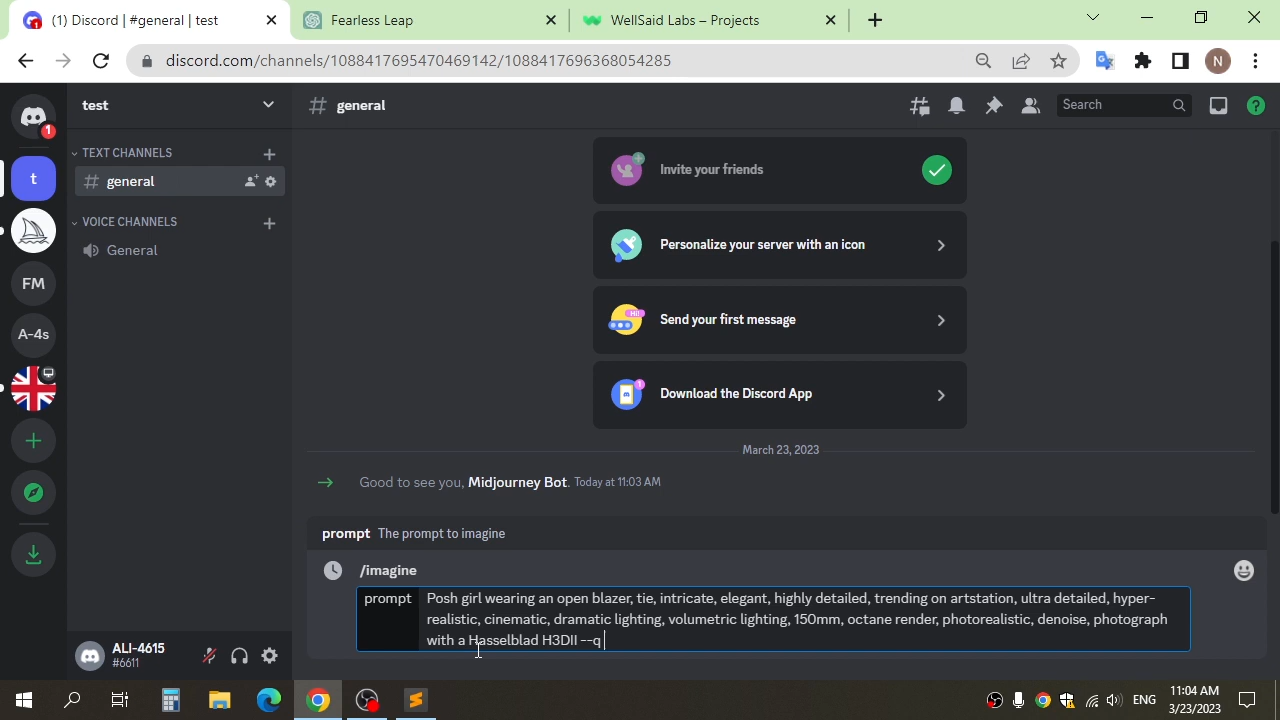 (1) Discord | #general | test
Fearless Leap
WellSaid Labs – Projects
discord.com/channels/1088417695470469142/1088417696368054285
N
1
test
# general
Search
TEXT CHANNELS
t
# general
VOICE CHANNELS
General
FM
A-4s
Invite your friends
Personalize your server with an icon
Hi!
Send your first message
1
Download the Discord App
March 23, 2023
Good to see you, Midjourney Bot. Today at 11:03 AM
prompt The prompt to imagine
/imagine
prompt Posh girl wearing an open blazer, tie, intricate, elegant, highly detailed, trending on artstation, ultra detailed, hyper-
realistic, cinematic, dramatic lighting, volumetric lighting, 150mm, octane render, photorealistic, denoise, photograph
with a Hasselblad H3DII --q
ALI-4615
#6611
ENG
11:04 AM
3/23/2023